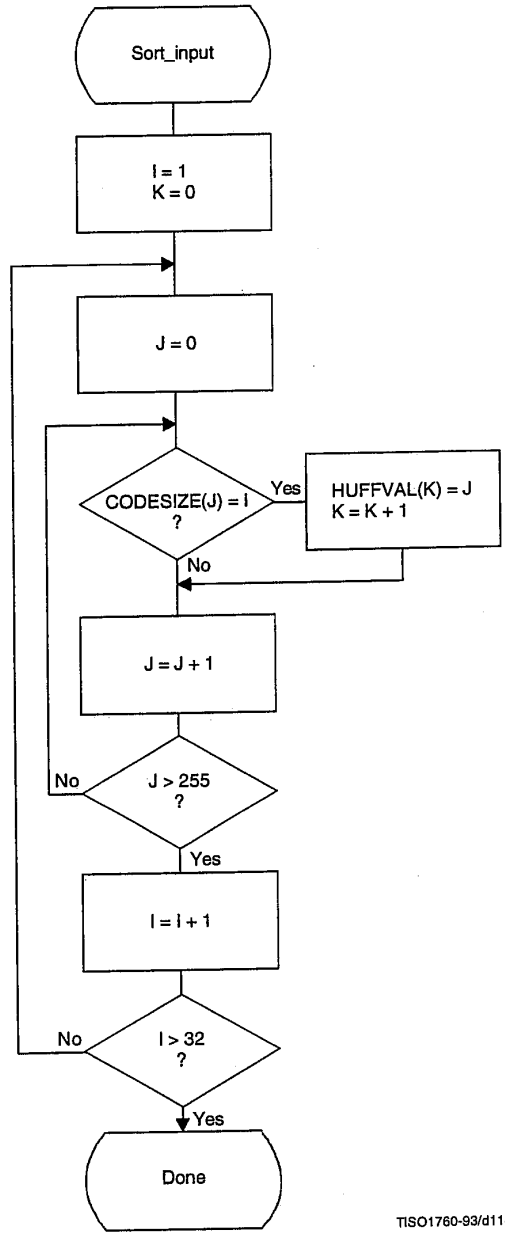 Sort_input
I = 1
K = 0
J = 0
CODESIZE(J) = I
?
Yes
HUFFVAL(K) = J
K = K + 1
No
J = J + 1
No
J > 255
?
Yes
I = I + 1
No
I > 32
?
Yes
Done
TISO1760-93/d11